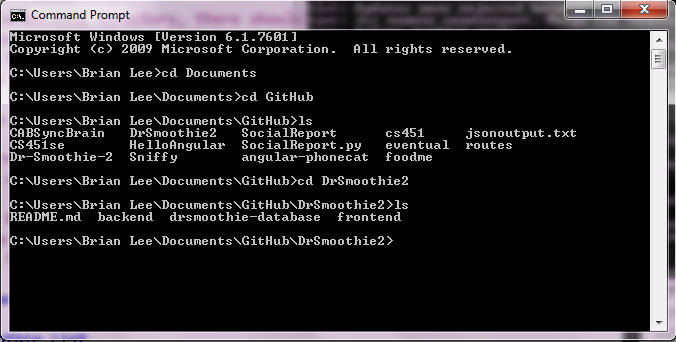 Command Prompt
Microsoft Windows [Version 6.1.7601]
Copyright (c) 2009 Microsoft Corporation.  All rights reserved.
C:\Users\Brian Lee>cd Documents
C:\Users\Brian Lee\Documents>cd GitHub
C:\Users\Brian Lee\Documents\GitHub>ls
CABSyncBrain   DrSmoothie2   SocialReport      cs451     jsonoutput.txt
CS451se        HelloAngular  SocialReport.py   eventual  routes
Dr-Smoothie-2  Sniffy        angular-phonecat  foodme
C:\Users\Brian Lee\Documents\GitHub>cd DrSmoothie2
C:\Users\Brian Lee\Documents\GitHub\DrSmoothie2>ls
README.md  backend  drsmoothie-database  frontend
C:\Users\Brian Lee\Documents\GitHub\DrSmoothie2>